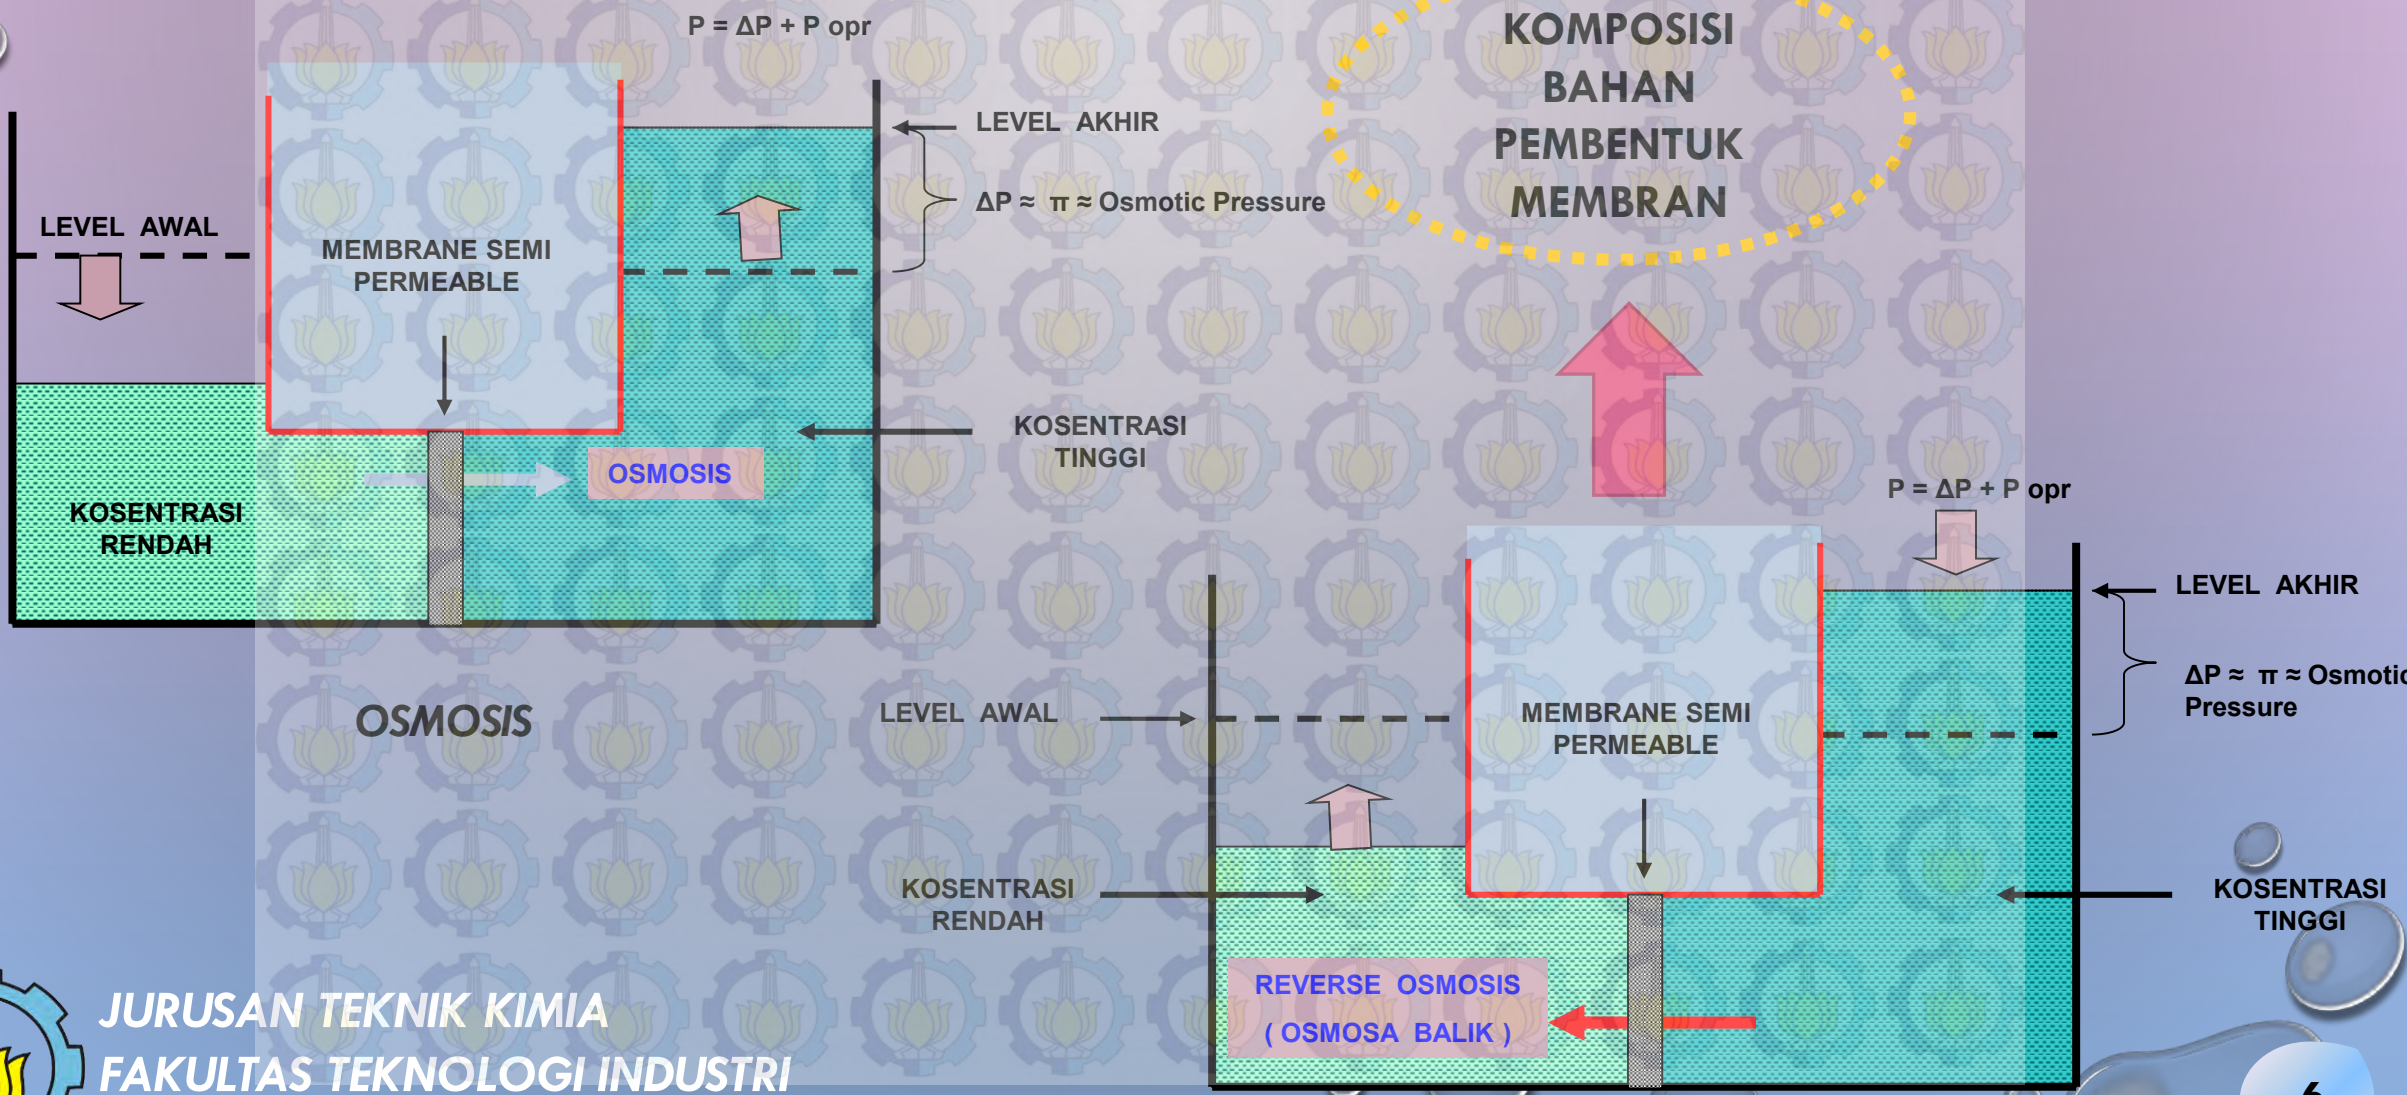 P = ΔP + P opr
LEVEL AKHIR
ΔP ≈ π ≈ Osmotic Pressure
LEVEL AWAL
MEMBRANE SEMI
PERMEABLE
KOSENTRASI
TINGGI
OSMOSIS
KOSENTRASI
RENDAH
OSMOSIS
KOMPOSISI
BAHAN
PEMBENTUK
MEMBRAN
P = ΔP + P opr
LEVEL AKHIR
ΔP ≈ π ≈ Osmotic
Pressure
LEVEL AWAL
MEMBRANE SEMI
PERMEABLE
KOSENTRASI
RENDAH
KOSENTRASI
TINGGI
REVERSE OSMOSIS
( OSMOSA BALIK )
JURUSAN TEKNIK KIMIA
FAKULTAS TEKNOLOGI INDUSTRI
6